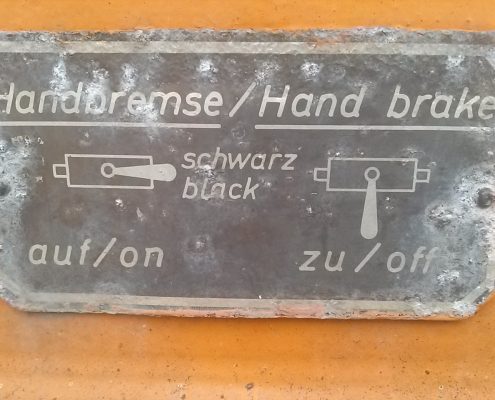 Handbremse/Hand brake
schwarz
black
auf/on
zu/off